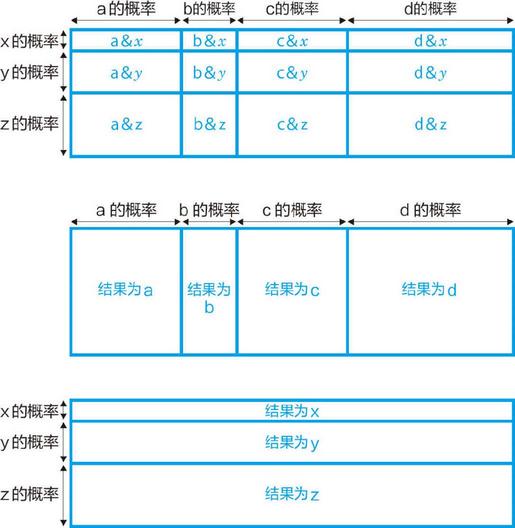 a的概率 b的概率 c的概率 d的概率
x的概率 a&x b&x c&x d&x
y的概率 a&y b&y c&y d&y
z的概率 a&z b&z c&z d&z
a的概率 b的概率 c的概率 d的概率
结果为a 结果为b 结果为c 结果为d
x的概率 结果为x
y的概率 结果为y
z的概率 结果为z